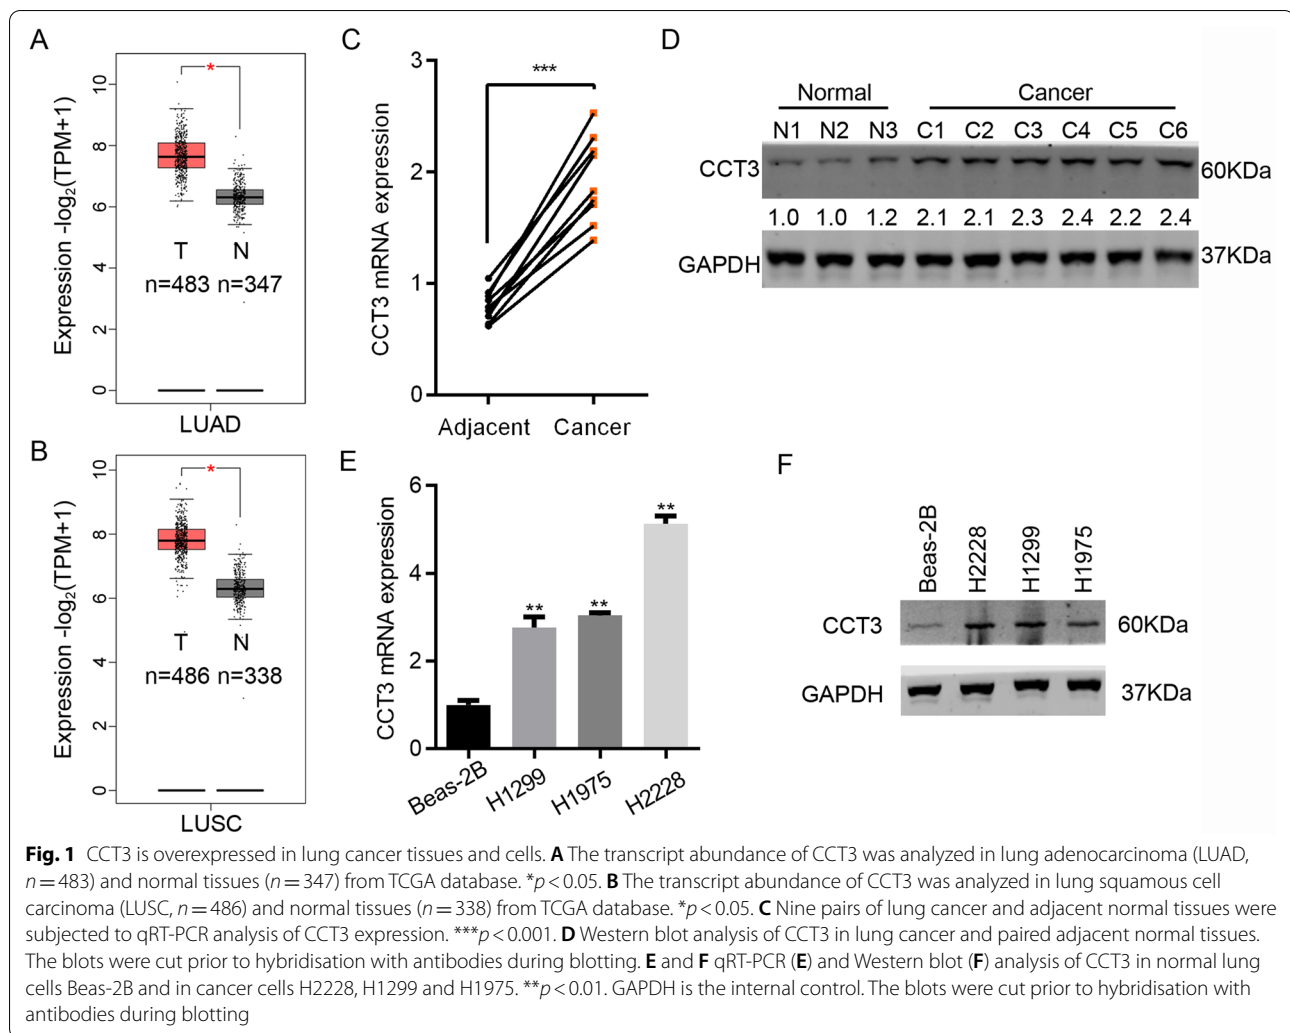 A
Expression -log2(TPM+1)
10
8
6
4
2
0
*
T N
n=483 n=347
LUAD
B
Expression -log2(TPM+1)
10
8
6
4
2
0
*
T N
n=486 n=338
LUSC
C
CCT3 mRNA expression
3
2
1
0
***
Adjacent Cancer
D
Normal Cancer
N1 N2 N3 C1 C2 C3 C4 C5 C6
CCT3 60KDa
1.0 1.0 1.2 2.1 2.1 2.3 2.4 2.2 2.4
GAPDH 37KDa
E
CCT3 mRNA expression
6
4
2
0
** ** **
Beas-2B H1299 H1975 H2228
F
Beas-2B H2228 H1299 H1975
CCT3 60KDa
GAPDH 37KDa
Fig. 1 CCT3 is overexpressed in lung cancer tissues and cells. A The transcript abundance of CCT3 was analyzed in lung adenocarcinoma (LUAD,
n = 483) and normal tissues (n = 347) from TCGA database. *p < 0.05. B The transcript abundance of CCT3 was analyzed in lung squamous cell
carcinoma (LUSC, n = 486) and normal tissues (n = 338) from TCGA database. *p < 0.05. C Nine pairs of lung cancer and adjacent normal tissues were
subjected to qRT-PCR analysis of CCT3 expression. ***p < 0.001. D Western blot analysis of CCT3 in lung cancer and paired adjacent normal tissues.
The blots were cut prior to hybridisation with antibodies during blotting. E and F qRT-PCR (E) and Western blot (F) analysis of CCT3 in normal lung
cells Beas-2B and in cancer cells H2228, H1299 and H1975. **p < 0.01. GAPDH is the internal control. The blots were cut prior to hybridisation with
antibodies during blotting